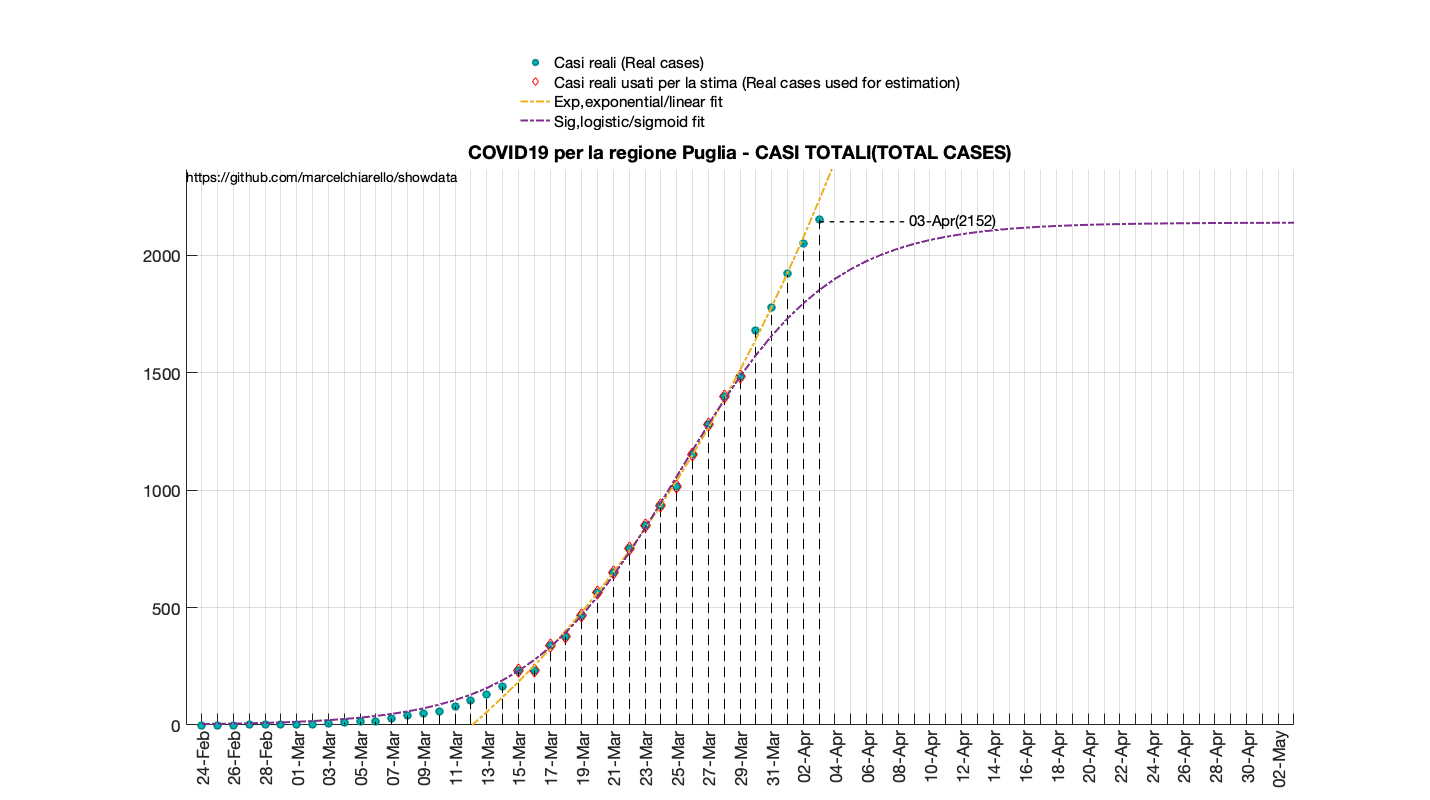 Casi reali (Real cases)
Casi reali usati per la stima (Real cases used for estimation)
Exp,exponential/linear fit
Sig,logistic/sigmoid fit
COVID19 per la regione Puglia - CASI TOTALI(TOTAL CASES)
https://github.com/marcelchiarello/showdata
03-Apr(2152)
2000
1500
1000
500
0
24-Feb
26-Feb
28-Feb
01-Mar
03-Mar
05-Mar
07-Mar
09-Mar
11-Mar
13-Mar
15-Mar
17-Mar
19-Mar
21-Mar
23-Mar
25-Mar
27-Mar
29-Mar
31-Mar
02-Apr
04-Apr
06-Apr
08-Apr
10-Apr
12-Apr
14-Apr
16-Apr
18-Apr
20-Apr
22-Apr
24-Apr
26-Apr
28-Apr
30-Apr
02-May